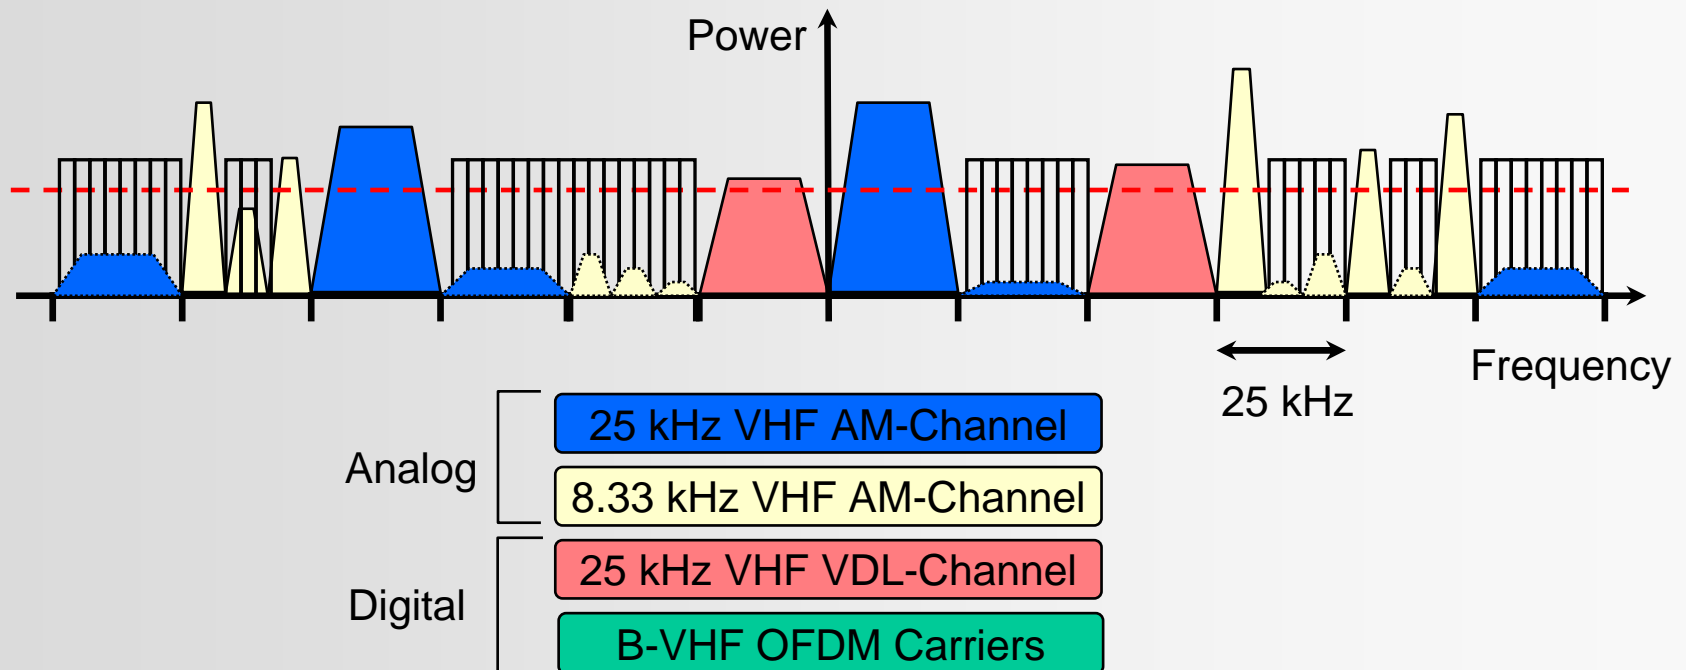 Power
Frequency
25 kHz
25 kHz VHF AM-Channel
Analog
8.33 kHz VHF AM-Channel
25 kHz VHF VDL-Channel
Digital
B-VHF OFDM Carriers